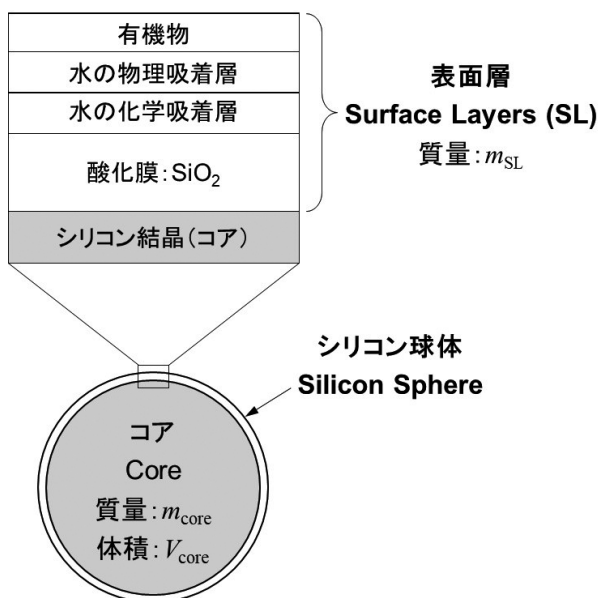 有機物
水の物理吸着層
水の化学吸着層
酸化膜：SiO₂
シリコン結晶（コア）
表面層
Surface Layers (SL)
質量：mSL
シリコン球体
Silicon Sphere
コア
Core
質量：mcore
体積：Vcore